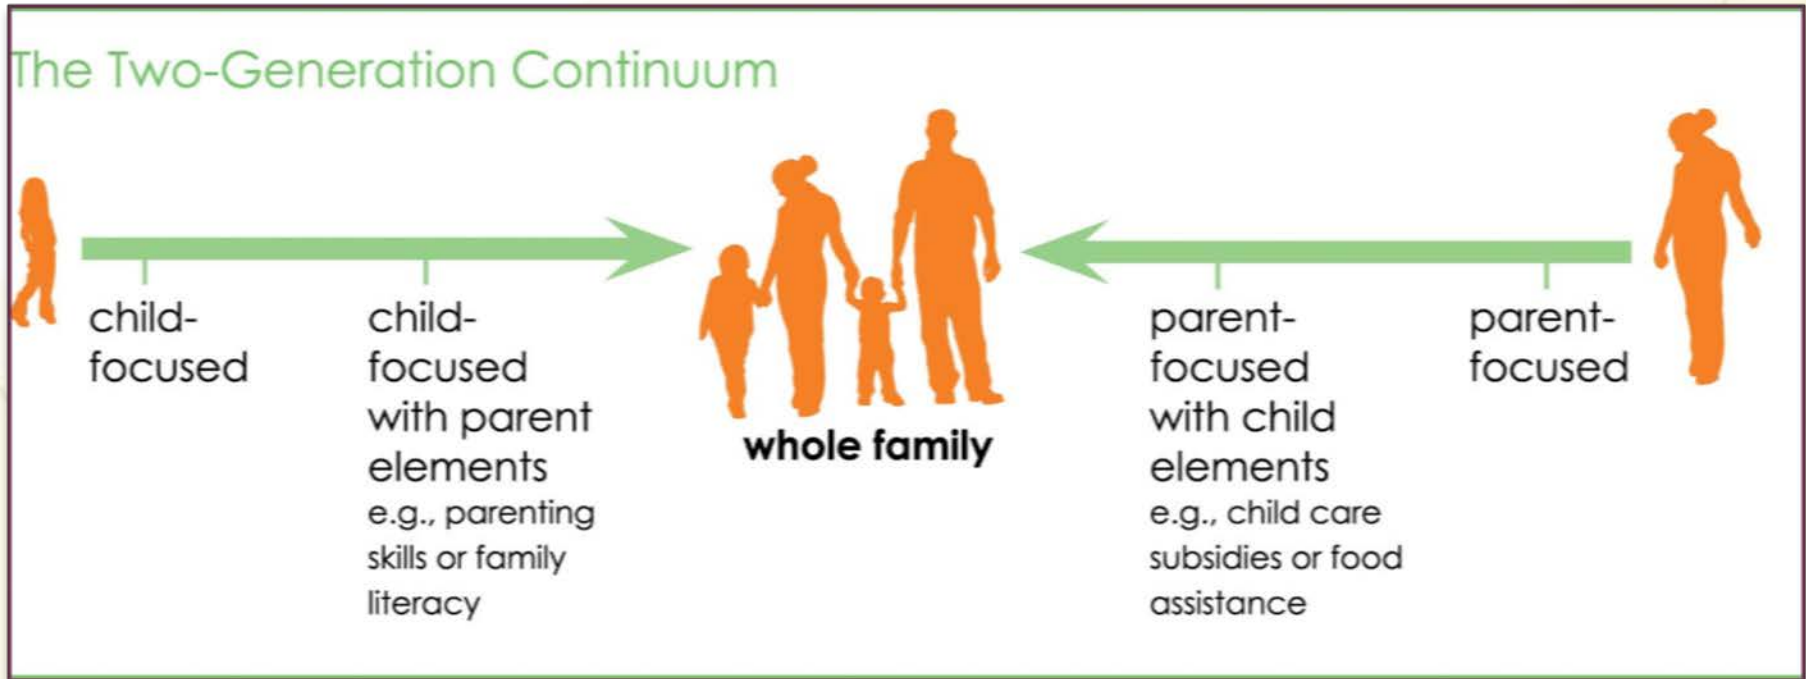 The Two-Generation Continuum
child-
focused
child-
focused
with parent
elements
e.g., parenting
skills or family
literacy
whole family
parent-
focused
with child
elements
e.g., child care
subsidies or food
assistance
parent-
focused